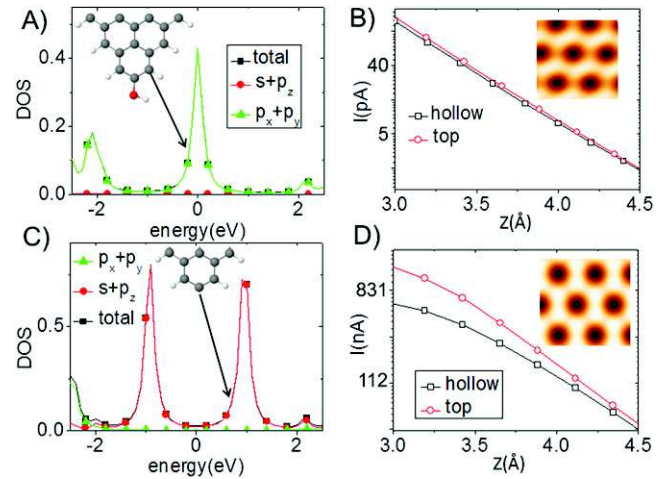 A)
DOS
0.4
0.2
0.0
-2
0
2
energy(eV)
total
s+pz
px+py
B)
I(pA)
40
5
hollow
top
3.0
3.5
4.0
4.5
Z(Å)
C)
DOS
0.5
0.0
-2
0
2
energy(eV)
px+py
s+pz
total
D)
I(nA)
831
112
hollow
top
3.0
3.5
4.0
4.5
Z(Å)